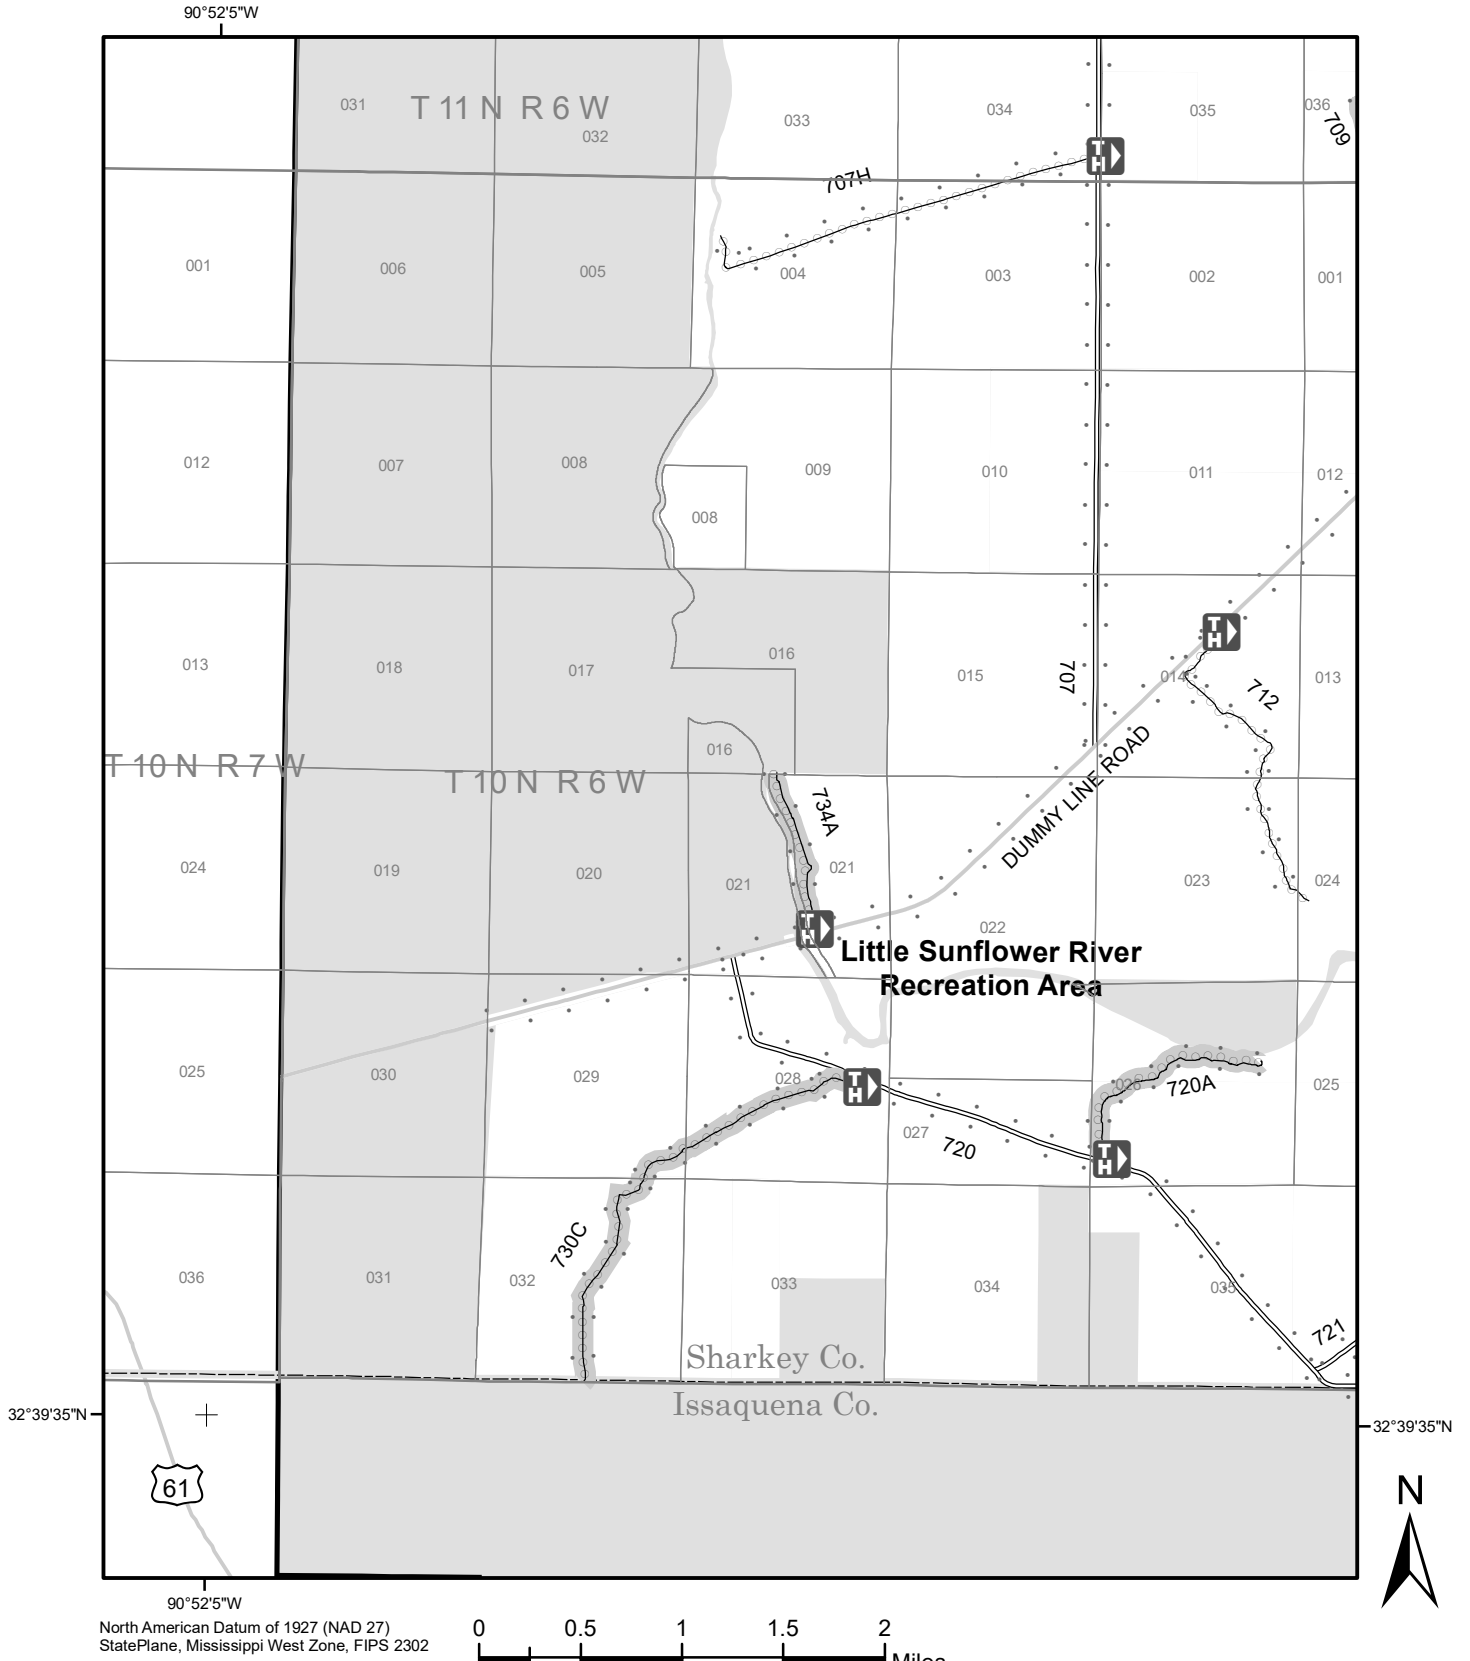 90°52'5"W
031
T 11 N R 6 W
032
033
034
035
036
709
T
H
707H
001
006
005
004
003
002
001
012
007
008
009
010
011
012
008
T
H
013
018
017
016
015
707
014
712
013
T 10 N R 7 W
T 10 N R 6 W
016
734A
DUMMY LINE ROAD
024
019
020
021
021
023
024
022
T
H
Little Sunflower River
Recreation Area
025
030
029
028
T
H
026
720A
025
027
720
T
H
730C
036
031
032
033
034
035
721
Sharkey Co.
Issaquena Co.
32°39'35"N
32°39'35"N
61
N
90°52'5"W
North American Datum of 1927 (NAD 27)
StatePlane, Mississippi West Zone, FIPS 2302
0 0.5 1 1.5 2
Miles